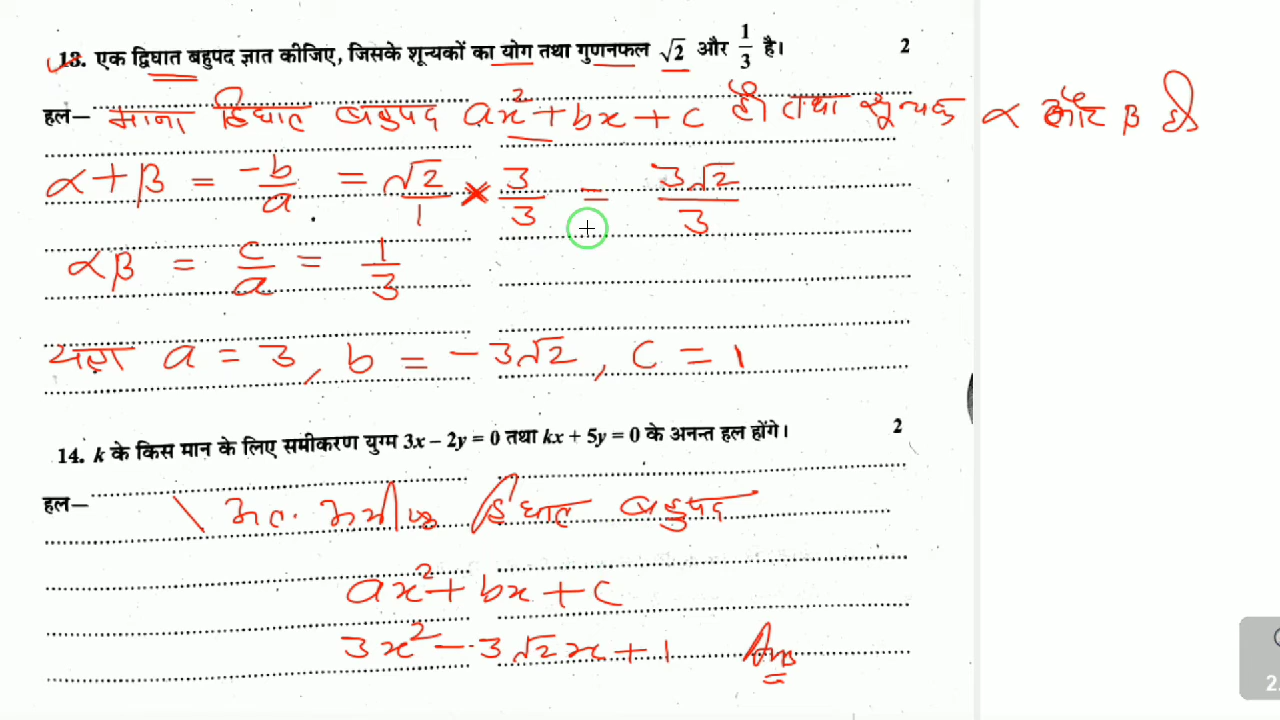 13. एक द्विघात बहुपद ज्ञात कीजिए, जिसके शून्यकों का योग तथा गुणनफल √2 और 1/3 है। 2
हल– माना द्विघात बहुपद ax²+bx+c है। तथा शून्यक α और β है
α+β = -b/a = √2/1 × 3/3 = 3√2/3
αβ = c/a = 1/3
यहा a = 3, b = -3√2, c = 1
14. k के किस मान के लिए समीकरण युग्म 3x – 2y = 0 तथा kx + 5y = 0 के अनन्त हल होंगे। 2
हल– अतः अभीष्ट द्विघात बहुपद
ax²+bx+c
3x²-3√2x+1 Ans